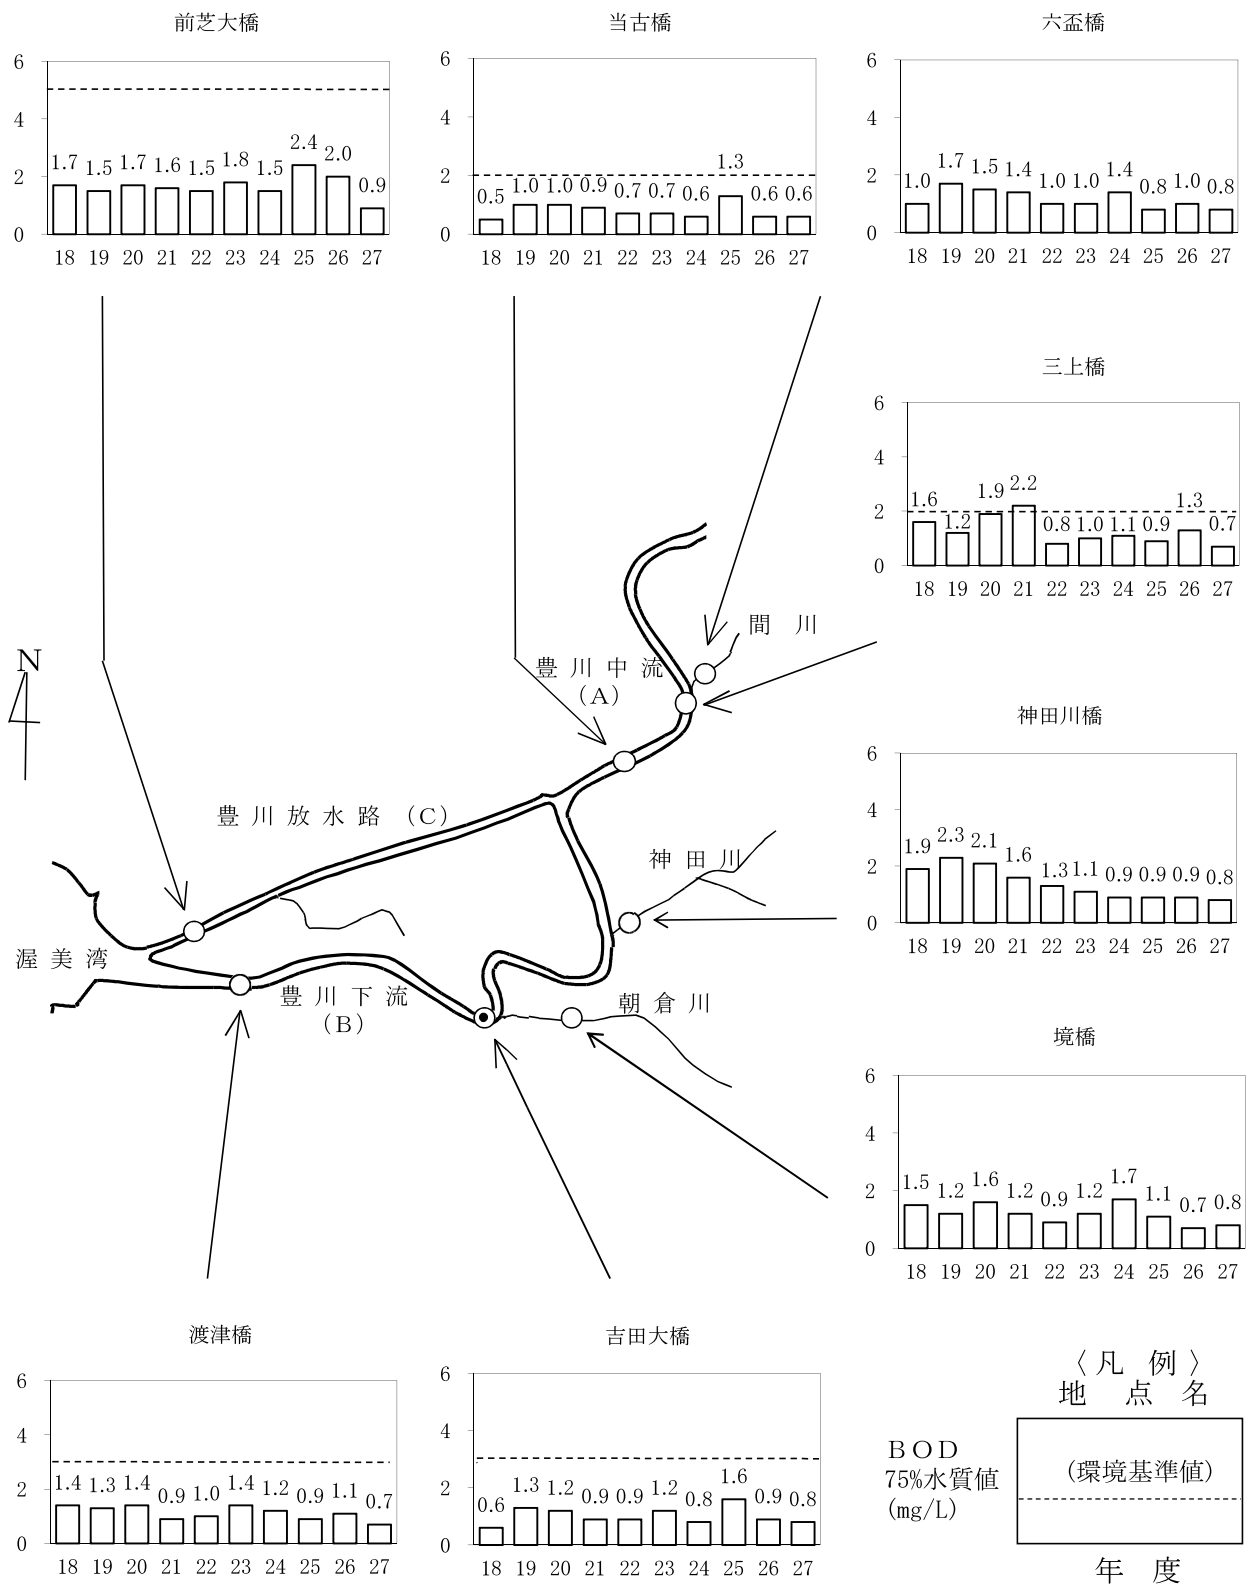 前芝大橋
6
4
2
0
1.7 1.5 1.7 1.6 1.5 1.8 1.5 2.4 2.0 0.9
18 19 20 21 22 23 24 25 26 27
当古橋
6
4
2
0
0.5 1.0 1.0 0.9 0.7 0.7 0.6 1.3 0.6 0.6
18 19 20 21 22 23 24 25 26 27
六盃橋
6
4
2
0
1.0 1.7 1.5 1.4 1.0 1.0 1.4 0.8 1.0 0.8
18 19 20 21 22 23 24 25 26 27
三上橋
6
4
2
0
1.6 1.2 1.9 2.2 0.8 1.0 1.1 0.9 1.3 0.7
18 19 20 21 22 23 24 25 26 27
間 川
N
豊川中流
(A)
神田川橋
6
4
2
0
1.9 2.3 2.1 1.6 1.3 1.1 0.9 0.9 0.9 0.8
18 19 20 21 22 23 24 25 26 27
豊川放水路(C)
神田川
渥美湾
豊川下流
(B)
朝倉川
境橋
6
4
2
0
1.5 1.2 1.6 1.2 0.9 1.2 1.7 1.1 0.7 0.8
18 19 20 21 22 23 24 25 26 27
渡津橋
6
4
2
0
1.4 1.3 1.4 0.9 1.0 1.4 1.2 0.9 1.1 0.7
18 19 20 21 22 23 24 25 26 27
吉田大橋
6
4
2
0
0.6 1.3 1.2 0.9 0.9 1.2 0.8 1.6 0.9 0.8
18 19 20 21 22 23 24 25 26 27
〈凡 例〉
地 点 名
BOD
75%水質値
(mg/L)
(環境基準値)
年 度